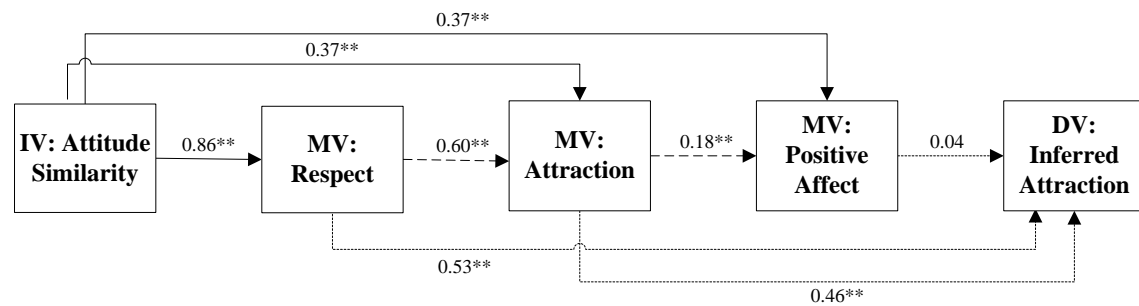 0.37**
0.37**
IV: Attitude
Similarity
0.86**
MV:
Respect
0.60**
MV:
Attraction
0.18**
MV:
Positive
Affect
0.04
DV:
Inferred
Attraction
0.53**
0.46**